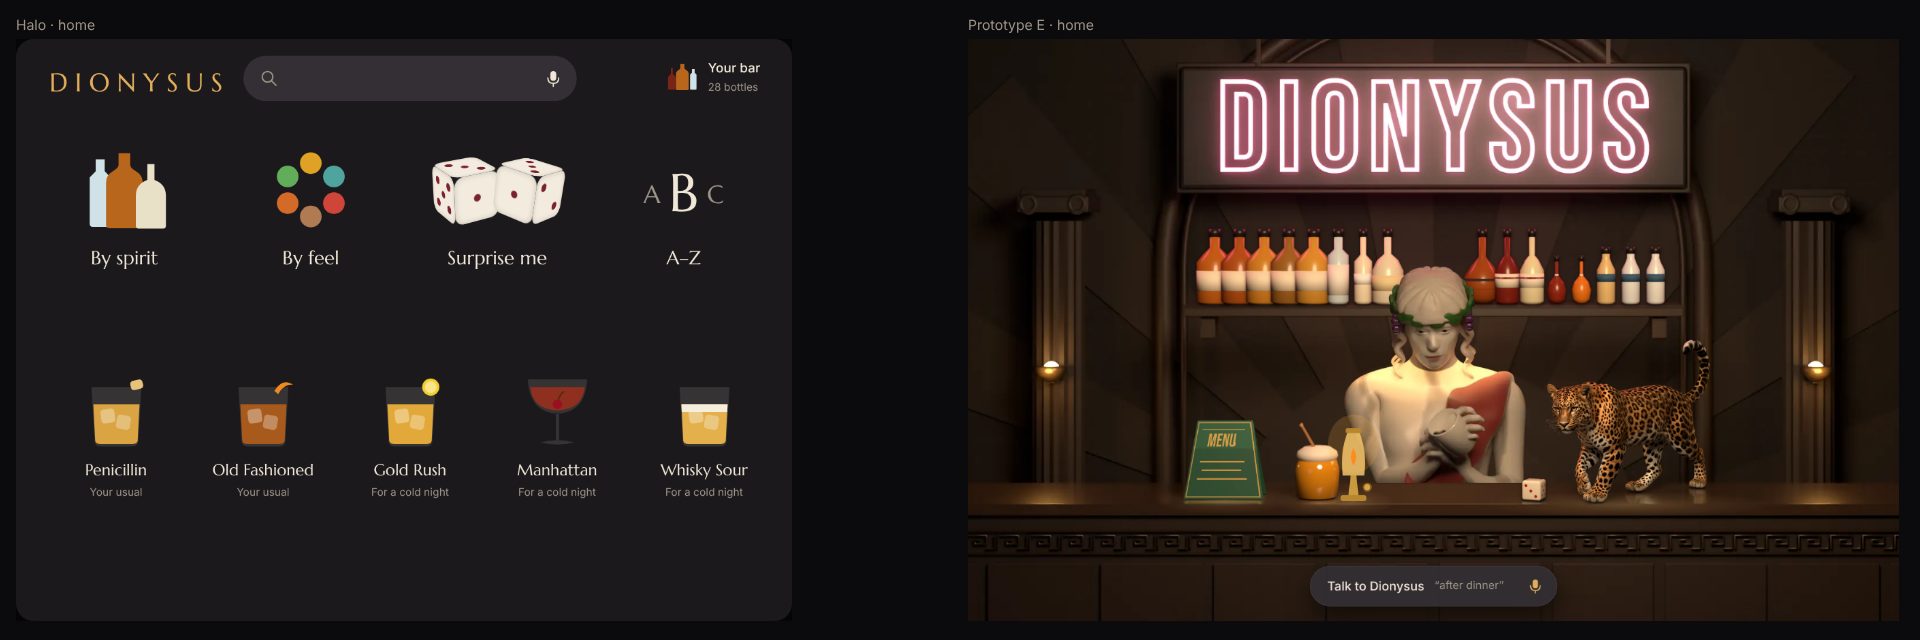 Halo · home
DIONYSUS
Your bar
28 bottles
By spirit
By feel
Surprise me
A B C
A–Z
Penicillin
Your usual
Old Fashioned
Your usual
Gold Rush
For a cold night
Manhattan
For a cold night
Whisky Sour
For a cold night
Prototype E · home
DIONYSUS
MENU
Talk to Dionysus “after dinner”